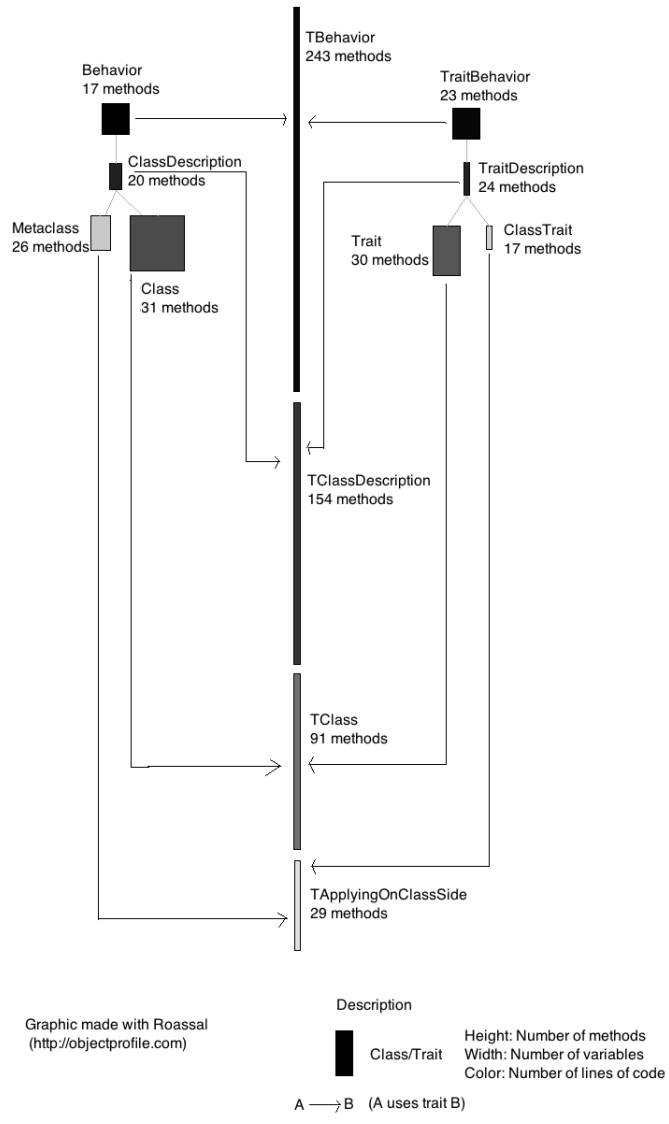 TBehavior
243 methods
Behavior
17 methods
TraitBehavior
23 methods
ClassDescription
20 methods
TraitDescription
24 methods
Metaclass
26 methods
Class
31 methods
Trait
30 methods
ClassTrait
17 methods
TClassDescription
154 methods
TClass
91 methods
TApplyingOnClassSide
29 methods
Graphic made with Roassal
(http://objectprofile.com)
Description
Class/Trait
Height: Number of methods
Width: Number of variables
Color: Number of lines of code
A B (A uses trait B)